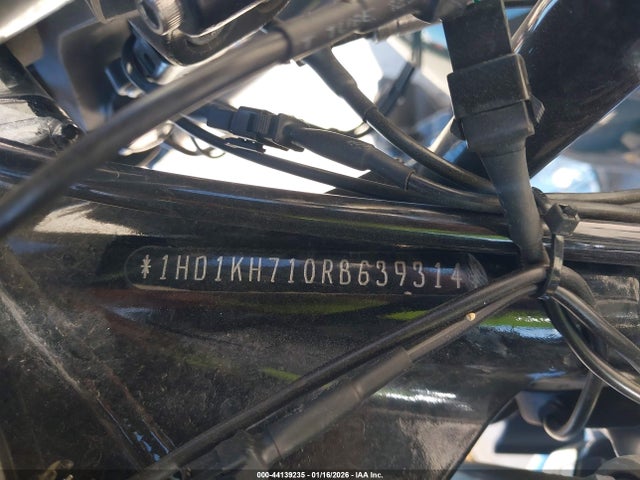 *1HD1KH710RB639314
000-44139235 - 01/16/2026 - IAA Inc.